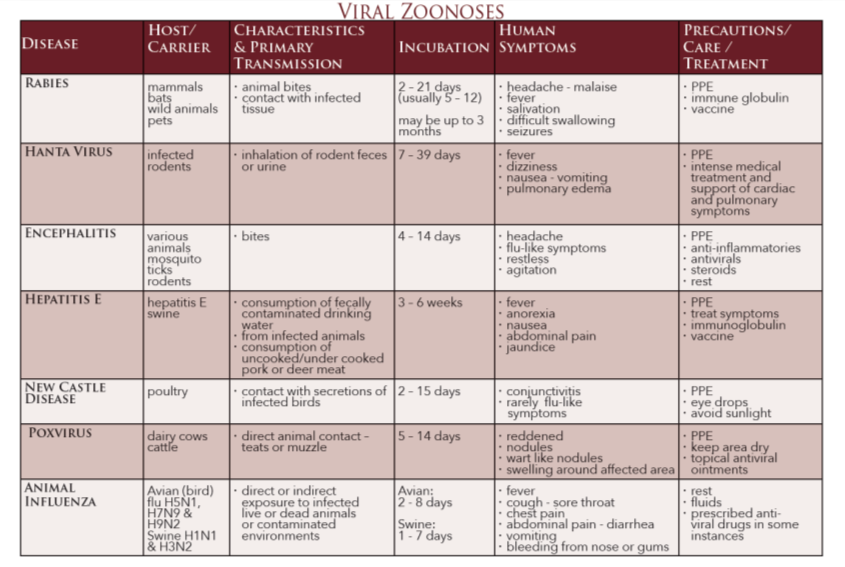 VIRAL ZOONOSES
DISEASE
HOST/
CARRIER
CHARACTERISTICS
& PRIMARY
TRANSMISSION
INCUBATION
HUMAN
SYMPTOMS
PRECAUTIONS/
CARE /
TREATMENT
RABIES
mammals
bats
wild animals
pets
· animal bites
· contact with infected
tissue
2 – 21 days
(usually 5 – 12)
may be up to 3
months
· headache - malaise
· fever
· salivation
· difficult swallowing
· seizures
· PPE
· immune globulin
· vaccine
HANTA VIRUS
infected
rodents
· inhalation of rodent feces
or urine
7 – 39 days
· fever
· dizziness
· nausea - vomiting
· pulmonary edema
· PPE
· intense medical
treatment and
support of cardiac
and pulmonary
symptoms
ENCEPHALITIS
various
animals
mosquito
ticks
rodents
· bites
4 – 14 days
· headache
· flu-like symptoms
· restless
· agitation
· PPE
· anti-inflammatories
· antivirals
· steroids
· rest
HEPATITIS E
hepatitis E
swine
· consumption of fecally
contaminated drinking
water
· from infected animals
· consumption of
uncooked/under cooked
pork or deer meat
3 – 6 weeks
· fever
· anorexia
· nausea
· abdominal pain
· jaundice
· PPE
· treat symptoms
· immunoglobulin
· vaccine
NEW CASTLE
DISEASE
poultry
· contact with secretions of
infected birds
2 – 15 days
· conjunctivitis
· rarely flu-like
symptoms
· PPE
· eye drops
· avoid sunlight
POXVIRUS
dairy cows
cattle
· direct animal contact –
teats or muzzle
5 – 14 days
· reddened
· nodules
· wart like nodules
· swelling around affected area
· PPE
· keep area dry
· topical antiviral
ointments
ANIMAL
INFLUENZA
Avian (bird)
flu H5N1,
H7N9 &
H9N2
Swine H1N1
& H3N2
· direct or indirect
exposure to infected
live or dead animals
or contaminated
environments
Avian:
2 - 8 days
Swine:
1 - 7 days
· fever
· cough - sore throat
· chest pain
· abdominal pain - diarrhea
· vomiting
· bleeding from nose or gums
· rest
· fluids
· prescribed anti-
viral drugs in some
instances